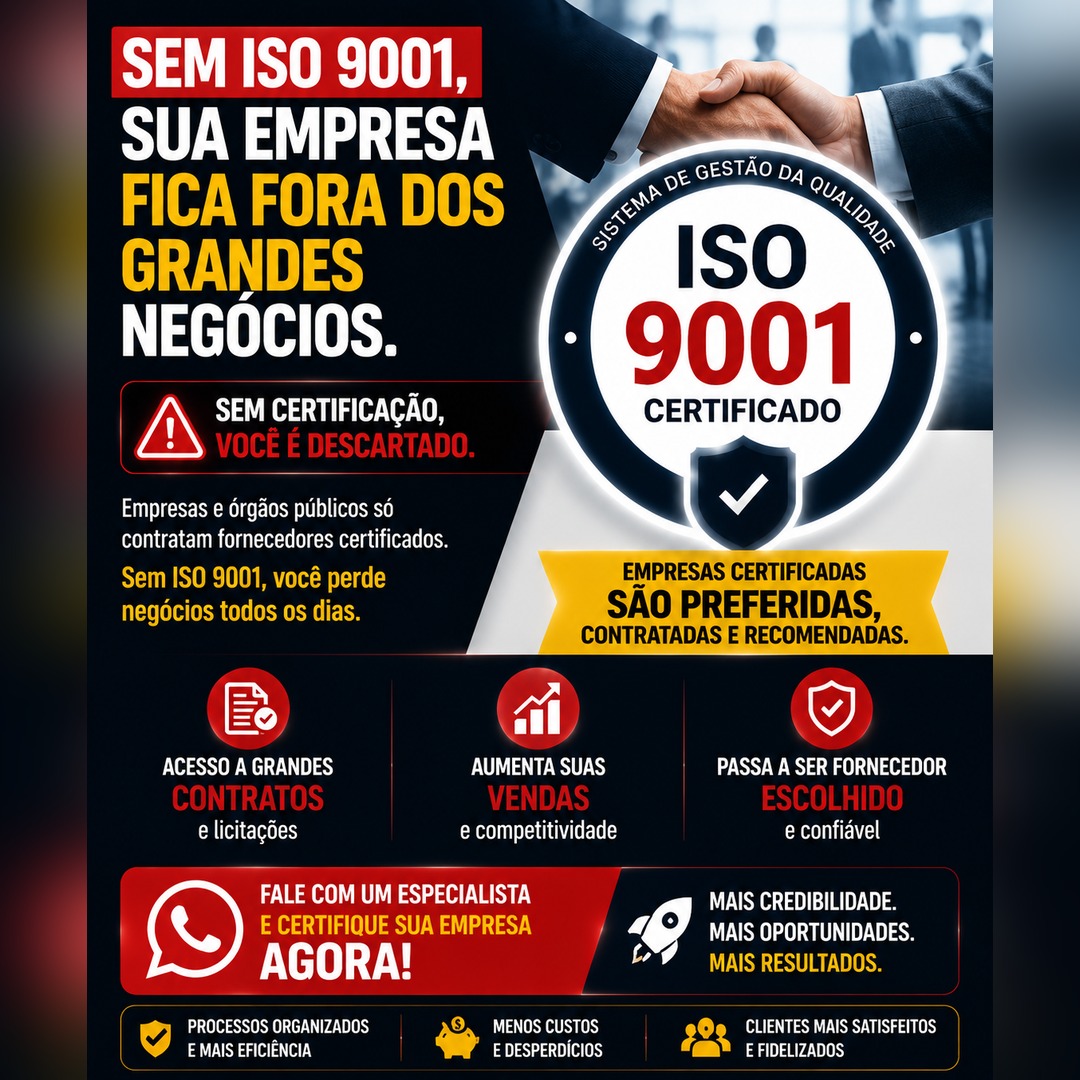 SEM ISO 9001,
SUA EMPRESA
FICA FORA DOS
GRANDES
NEGÓCIOS.
SISTEMA DE GESTÃO DA QUALIDADE
ISO
9001
CERTIFICADO
SEM CERTIFICAÇÃO,
VOCÊ É DESCARTADO.
Empresas e órgãos públicos só
contratam fornecedores certificados.
Sem ISO 9001, você perde
negócios todos os dias.
EMPRESAS CERTIFICADAS
SÃO PREFERIDAS,
CONTRATADAS E RECOMENDADAS.
ACESSO A GRANDES
CONTRATOS
e licitações
AUMENTA SUAS
VENDAS
e competitividade
PASSA A SER FORNECEDOR
ESCOLHIDO
e confiável
FALE COM UM ESPECIALISTA
E CERTIFIQUE SUA EMPRESA
AGORA!
MAIS CREDIBILIDADE.
MAIS OPORTUNIDADES.
MAIS RESULTADOS.
PROCESSOS ORGANIZADOS
E MAIS EFICIÊNCIA
MENOS CUSTOS
E DESPERDÍCIOS
CLIENTES MAIS SATISFEITOS
E FIDELIZADOS